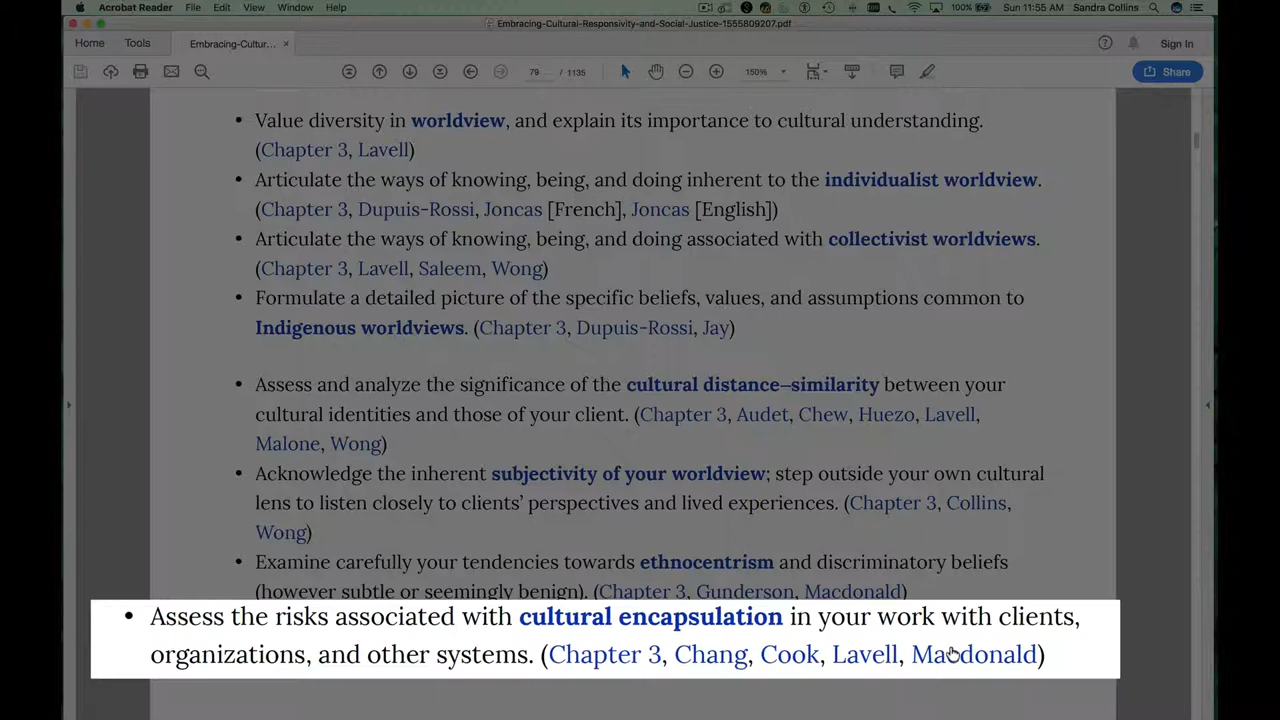 Acrobat Reader File Edit View Window Help 100% Sun 11:55 AM Sandra Collins
Embracing-Cultural-Responsivity-and-Social-Justice-1555809207.pdf
Home Tools Embracing-Cultur... × Sign In
79 / 1135 150% Share
• Value diversity in worldview, and explain its importance to cultural understanding.
(Chapter 3, Lavell)
• Articulate the ways of knowing, being, and doing inherent to the individualist worldview.
(Chapter 3, Dupuis-Rossi, Joncas [French], Joncas [English])
• Articulate the ways of knowing, being, and doing associated with collectivist worldviews.
(Chapter 3, Lavell, Saleem, Wong)
• Formulate a detailed picture of the specific beliefs, values, and assumptions common to
Indigenous worldviews. (Chapter 3, Dupuis-Rossi, Jay)
• Assess and analyze the significance of the cultural distance–similarity between your
cultural identities and those of your client. (Chapter 3, Audet, Chew, Huezo, Lavell,
Malone, Wong)
• Acknowledge the inherent subjectivity of your worldview; step outside your own cultural
lens to listen closely to clients’ perspectives and lived experiences. (Chapter 3, Collins,
Wong)
• Examine carefully your tendencies towards ethnocentrism and discriminatory beliefs
(however subtle or seemingly benign). (Chapter 3, Gunderson, Macdonald)
• Assess the risks associated with cultural encapsulation in your work with clients,
organizations, and other systems. (Chapter 3, Chang, Cook, Lavell, Macdonald)